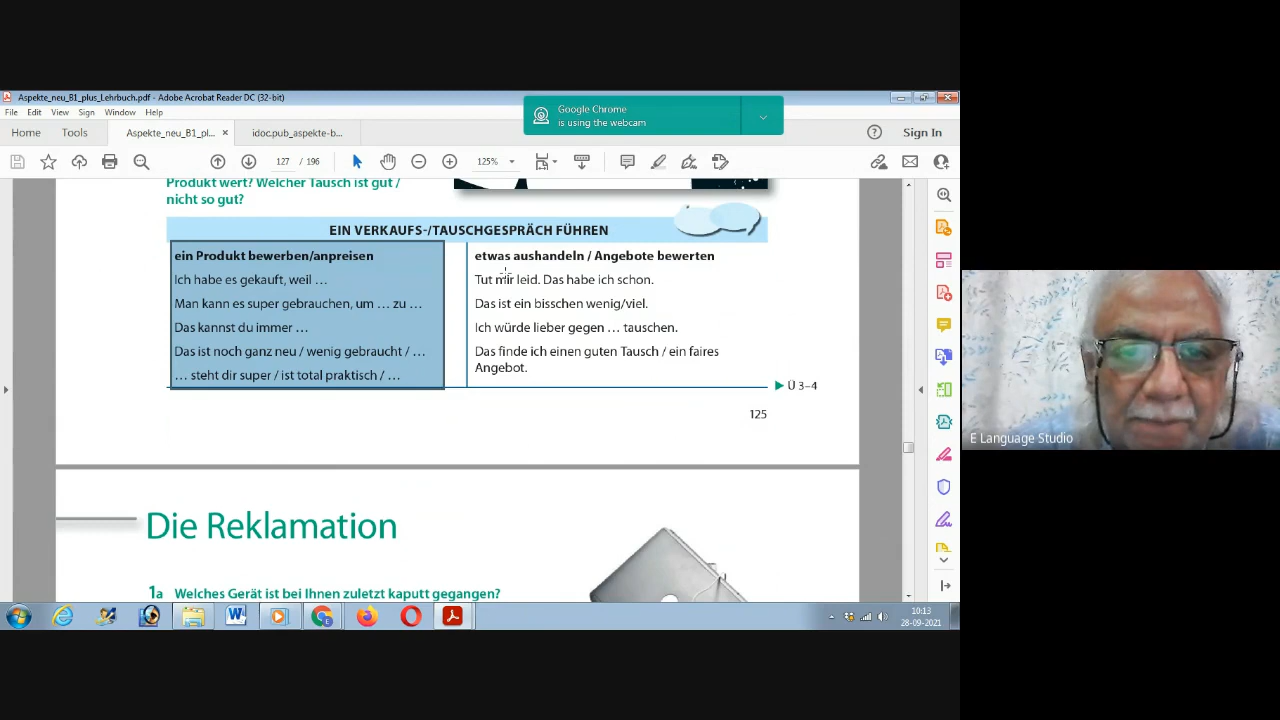 Aspekte_neu_B1_plus_Lehrbuch.pdf - Adobe Acrobat Reader DC (32-bit)
File Edit View Sign Window Help
Google Chrome
is using the webcam
Home Tools Aspekte_neu_B1_pl... × idoc.pub_aspekte-b... Sign In
127 / 196 125%
Produkt wert? Welcher Tausch ist gut /
nicht so gut?
EIN VERKAUFS-/TAUSCHGESPRÄCH FÜHREN
ein Produkt bewerben/anpreisen
Ich habe es gekauft, weil …
Man kann es super gebrauchen, um … zu …
Das kannst du immer …
Das ist noch ganz neu / wenig gebraucht / …
… steht dir super / ist total praktisch / …
etwas aushandeln / Angebote bewerten
Tut mir leid. Das habe ich schon.
Das ist ein bisschen wenig/viel.
Ich würde lieber gegen … tauschen.
Das finde ich einen guten Tausch / ein faires
Angebot.
▶ Ü 3–4
125
Die Reklamation
1a Welches Gerät ist bei Ihnen zuletzt kaputt gegangen?
E Language Studio
10:13
28-09-2021